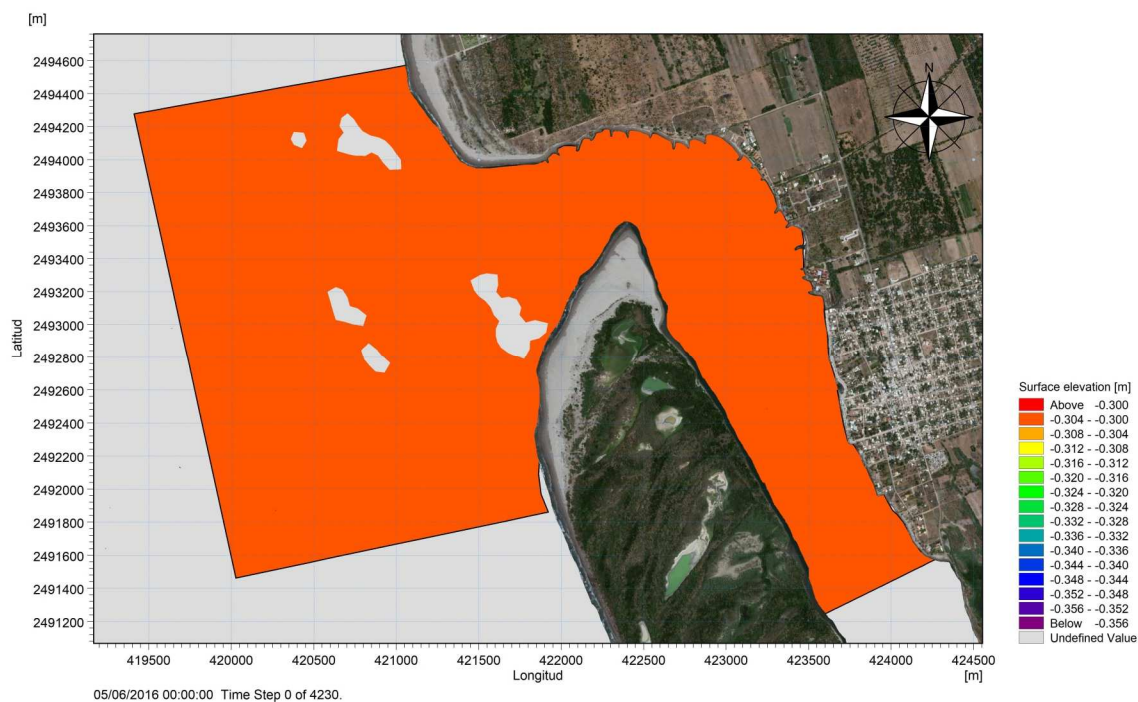 [m]
N
2494600
2494400
2494200
2494000
2493800
2493600
2493400
2493200
2493000
2492800
2492600
2492400
2492200
2492000
2491800
2491600
2491400
2491200
Latitud
419500 420000 420500 421000 421500 422000 422500 423000 423500 424000 424500
Longitud [m]
05/06/2016 00:00:00 Time Step 0 of 4230.
Surface elevation [m]
Above -0.300
-0.304 - -0.300
-0.308 - -0.304
-0.312 - -0.308
-0.316 - -0.312
-0.320 - -0.316
-0.324 - -0.320
-0.328 - -0.324
-0.332 - -0.328
-0.336 - -0.332
-0.340 - -0.336
-0.344 - -0.340
-0.348 - -0.344
-0.352 - -0.348
-0.356 - -0.352
Below -0.356
Undefined Value